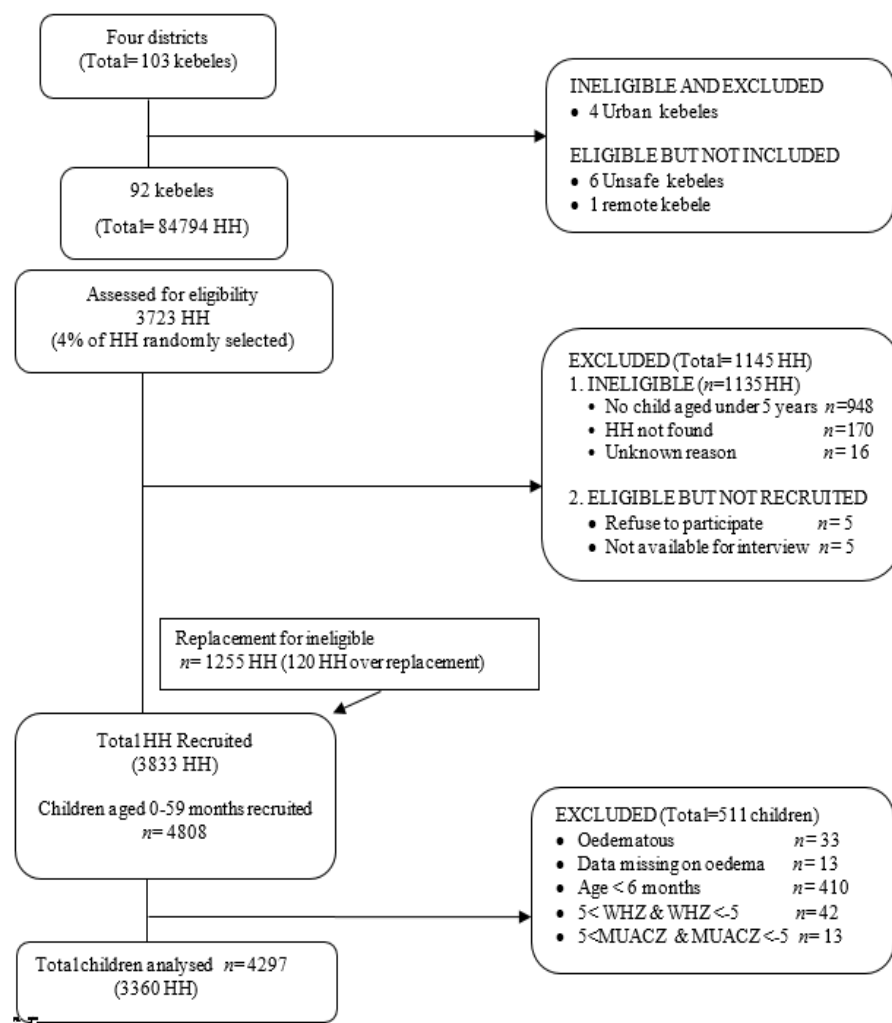 Four districts
(Total= 103 kebeles)
INELIGIBLE AND EXCLUDED
• 4 Urban kebeles
ELIGIBLE BUT NOT INCLUDED
• 6 Unsafe kebeles
• 1 remote kebele
92 kebeles
(Total= 84794 HH)
Assessed for eligibility
3723 HH
(4% of HH randomly selected)
EXCLUDED (Total= 1145 HH)
1. INELIGIBLE (n=1135 HH)
• No child aged under 5 years n=948
• HH not found n=170
• Unknown reason n= 16
2. ELIGIBLE BUT NOT RECRUITED
• Refuse to participate n= 5
• Not available for interview n= 5
Replacement for ineligible
n= 1255 HH (120 HH over replacement)
Total HH Recruited
(3833 HH)
Children aged 0-59 months recruited
n= 4808
EXCLUDED (Total=511 children)
• Oedematous n= 33
• Data missing on oedema n= 13
• Age < 6 months n= 410
• 5< WHZ & WHZ <-5 n=42
• 5<MUACZ & MUACZ <-5 n= 13
Total children analysed n=4297
(3360 HH)